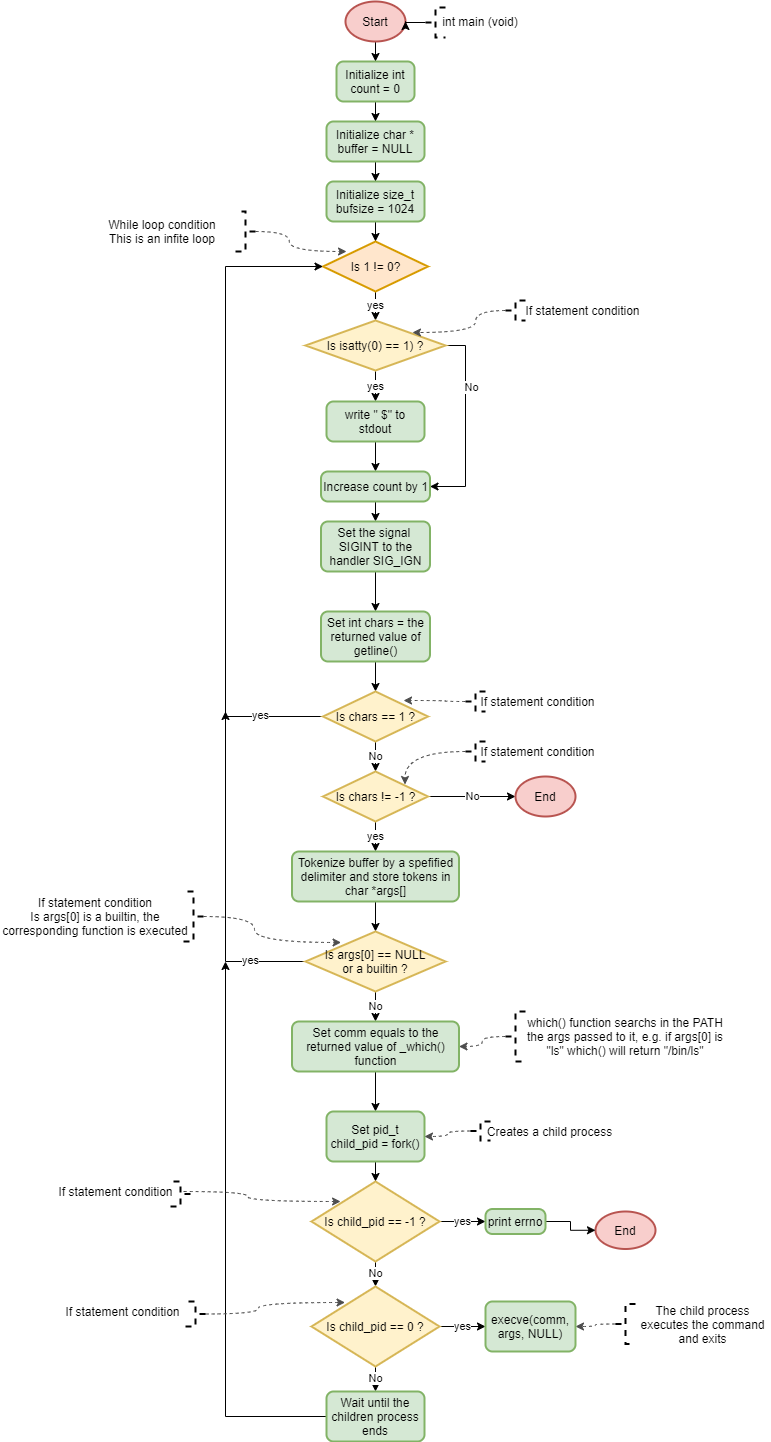 Start
int main (void)
Initialize int
count = 0
Initialize char *
buffer = NULL
Initialize size_t
bufsize = 1024
While loop condition
This is an infite loop
Is 1 != 0?
yes
If statement condition
Is isatty(0) == 1) ?
yes
No
write " $" to
stdout
Increase count by 1
Set the signal
SIGINT to the
handler SIG_IGN
Set int chars = the
returned value of
getline()
If statement condition
Is chars == 1 ?
yes
No
If statement condition
Is chars != -1 ?
No
End
yes
Tokenize buffer by a spefified
delimiter and store tokens in
char *args[]
If statement condition
Is args[0] is a builtin, the
corresponding function is executed
Is args[0] == NULL
or a builtin ?
yes
No
Set comm equals to the
returned value of _which()
function
which() function searchs in the PATH
the args passed to it, e.g. if args[0] is
"ls" which() will return "/bin/ls"
Set pid_t
child_pid = fork()
Creates a child process
If statement condition
Is child_pid == -1 ?
yes
print errno
End
No
If statement condition
Is child_pid == 0 ?
yes
execve(comm,
args, NULL)
The child process
executes the command
and exits
No
Wait until the
children process
ends